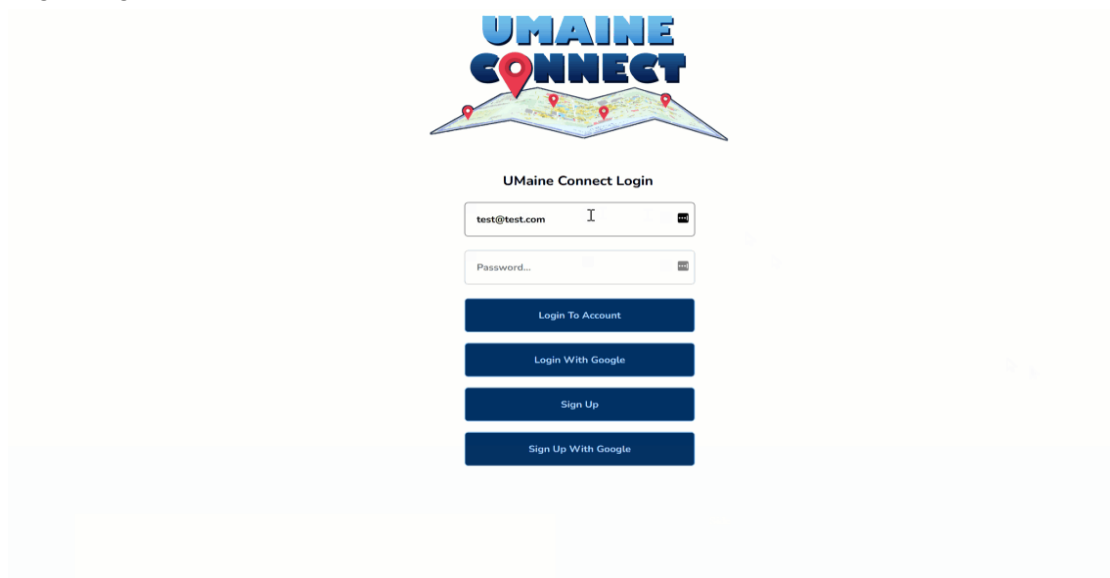 UMAINE
CONNECT
UMaine Connect Login
test@test.com
Password...
Login To Account
Login With Google
Sign Up
Sign Up With Google